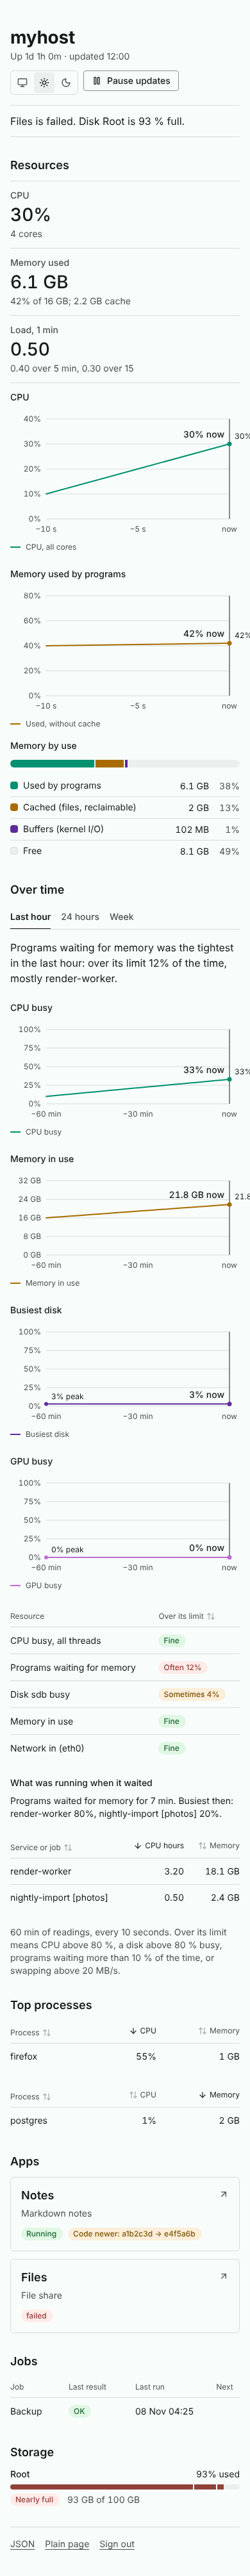 myhost
Up 1d 1h 0m · updated 12:00
Pause updates
Files is failed. Disk Root is 93 % full.
Resources
CPU
30%
4 cores
Memory used
6.1 GB
42% of 16 GB; 2.2 GB cache
Load, 1 min
0.50
0.40 over 5 min, 0.30 over 15
CPU
40%
30% now
30%
30%
20%
10%
0%
−10 s
−5 s
now
CPU, all cores
Memory used by programs
80%
60%
42% now
42%
40%
20%
0%
−10 s
−5 s
now
Used, without cache
Memory by use
Used by programs 6.1 GB 38%
Cached (files, reclaimable) 2 GB 13%
Buffers (kernel I/O) 102 MB 1%
Free 8.1 GB 49%
Over time
Last hour 24 hours Week
Programs waiting for memory was the tightest
in the last hour: over its limit 12% of the time,
mostly render-worker.
CPU busy
100%
75%
50%
33% now
33%
25%
0%
−60 min
−30 min
now
CPU busy
Memory in use
32 GB
24 GB
21.8 GB now
21.8
16 GB
8 GB
0 GB
−60 min
−30 min
now
Memory in use
Busiest disk
100%
75%
50%
25%
3% peak
3% now
0%
−60 min
−30 min
now
Busiest disk
GPU busy
100%
75%
50%
25%
0% peak
0% now
0%
−60 min
−30 min
now
GPU busy
Resource Over its limit
CPU busy, all threads Fine
Programs waiting for memory Often 12%
Disk sdb busy Sometimes 4%
Memory in use Fine
Network in (eth0) Fine
What was running when it waited
Programs waited for memory for 7 min. Busiest then:
render-worker 80%, nightly-import [photos] 20%.
Service or job CPU hours Memory
render-worker 3.20 18.1 GB
nightly-import [photos] 0.50 2.4 GB
60 min of readings, every 10 seconds. Over its limit
means CPU above 80 %, a disk above 80 % busy,
programs waiting more than 10 % of the time, or
swapping above 20 MB/s.
Top processes
Process CPU Memory
firefox 55% 1 GB
Process CPU Memory
postgres 1% 2 GB
Apps
Notes
Markdown notes
Running Code newer: a1b2c3d → e4f5a6b
Files
File share
failed
Jobs
Job Last result Last run Next
Backup OK 08 Nov 04:25
Storage
Root 93% used
Nearly full 93 GB of 100 GB
JSON Plain page Sign out